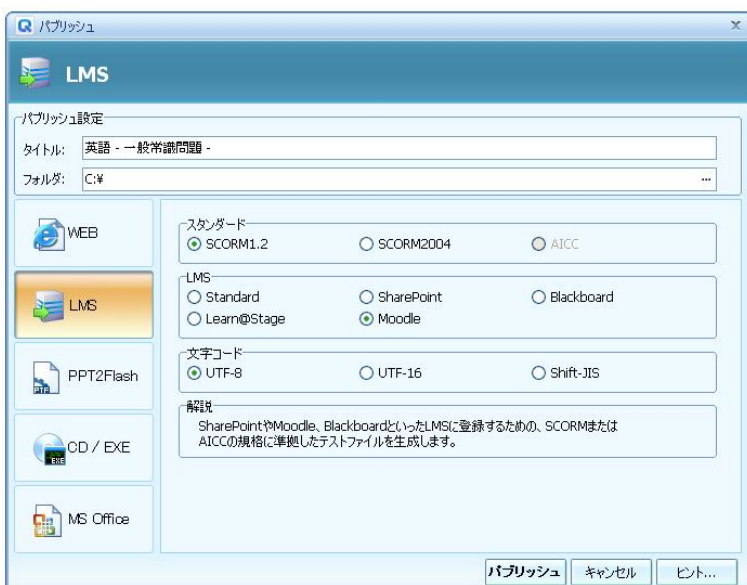 パブリッシュ
LMS
パブリッシュ設定
タイトル: 英語 - 一般常識問題 -
フォルダ: C:¥ ...
WEB
LMS
PPT2Flash
CD / EXE
MS Office
スタンダード
SCORM1.2 SCORM2004 AICC
LMS
Standard SharePoint Blackboard
Learn@Stage Moodle
文字コード
UTF-8 UTF-16 Shift-JIS
解説
SharePointやMoodle、BlackboardといったLMSに登録するための、SCORMまたは
AICCの規格に準拠したテストファイルを生成します。
パブリッシュ キャンセル ヒント...